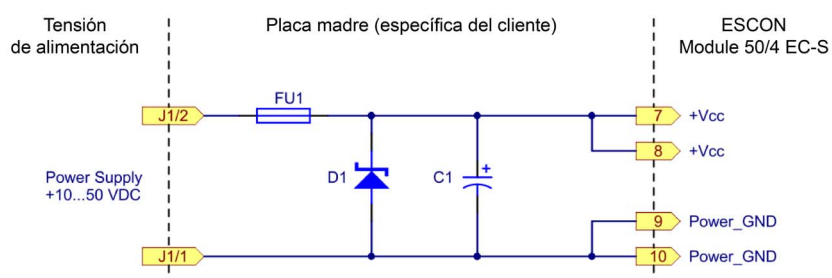 Tensión
de alimentación
Placa madre (específica del cliente)
ESCON
Module 50/4 EC-S
FU1
J1/2
7
+Vcc
8
+Vcc
Power Supply
+10...50 VDC
D1
C1
+
9
Power_GND
J1/1
10
Power_GND